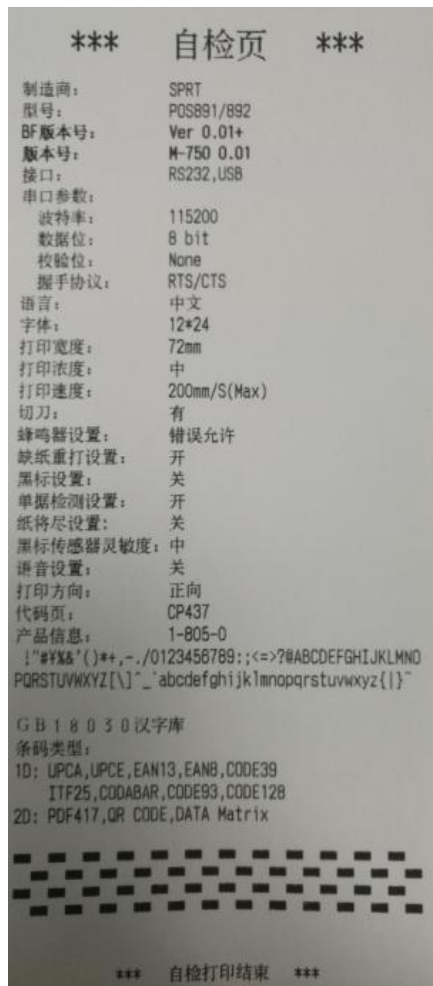 *** 自检页 ***
制造商： SPRT
型号： POS891/892
BF版本号： Ver 0.01+
版本号： M-750 0.01
接口： RS232,USB
串口参数：
波特率： 115200
数据位： 8 bit
校验位： None
握手协议： RTS/CTS
语言： 中文
字体： 12*24
打印宽度： 72mm
打印浓度： 中
打印速度： 200mm/S(Max)
切刀： 有
蜂鸣器设置： 错误允许
缺纸重打设置： 开
黑标设置： 关
单据检测设置： 开
纸将尽设置： 关
黑标传感器灵敏度： 中
语音设置： 关
打印方向： 正向
代码页： CP437
产品信息： 1-805-0
!"#¥%&'()*+,-./0123456789:;<=>?@ABCDEFGHIJKLMNO
PQRSTUVWXYZ[\]^_`abcdefghijklmnopqrstuvwxyz{|}~
GB18030汉字库
条码类型：
1D: UPCA,UPCE,EAN13,EAN8,CODE39
ITF25,CODABAR,CODE93,CODE128
2D: PDF417,QR CODE,DATA Matrix
*** 自检打印结束 ***